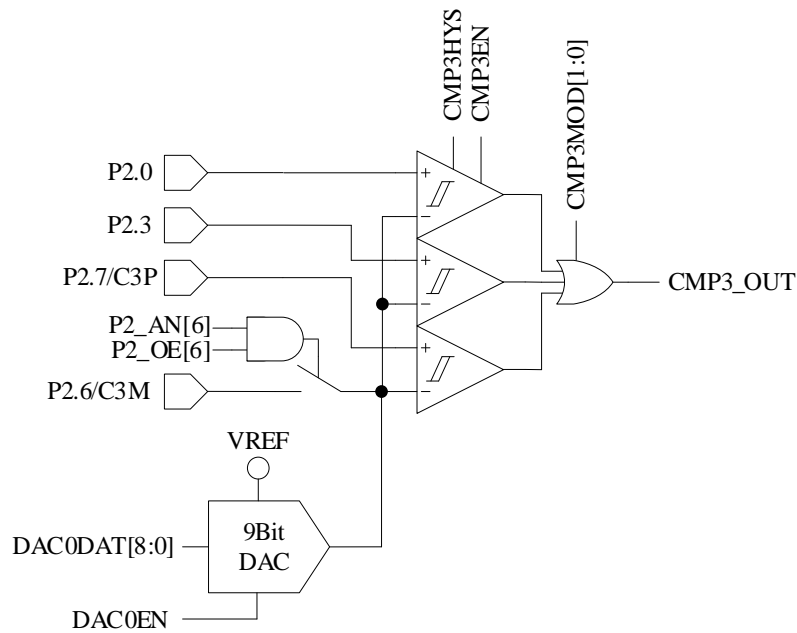 CMP3HYS
CMP3EN
CMP3MOD[1:0]
P2.0
+
−
P2.3
+
P2.7/C3P
−
CMP3_OUT
P2_AN[6]
P2_OE[6]
+
P2.6/C3M
−
VREF
DAC0DAT[8:0]
9Bit
DAC
DAC0EN